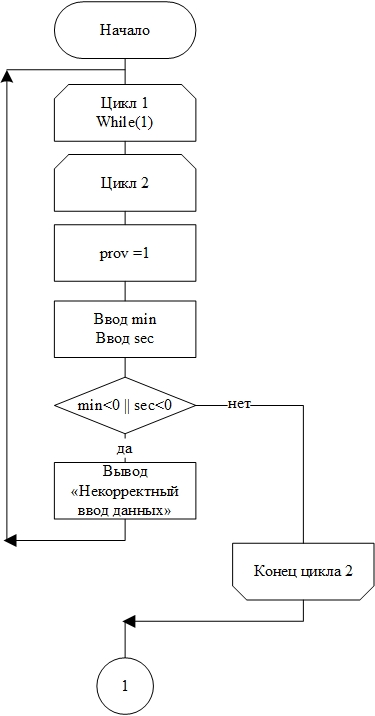 Начало
Цикл 1
While(1)
Цикл 2
prov =1
Ввод min
Ввод sec
min<0 || sec<0
нет
да
Вывод
«Некорректный
ввод данных»
Конец цикла 2
1